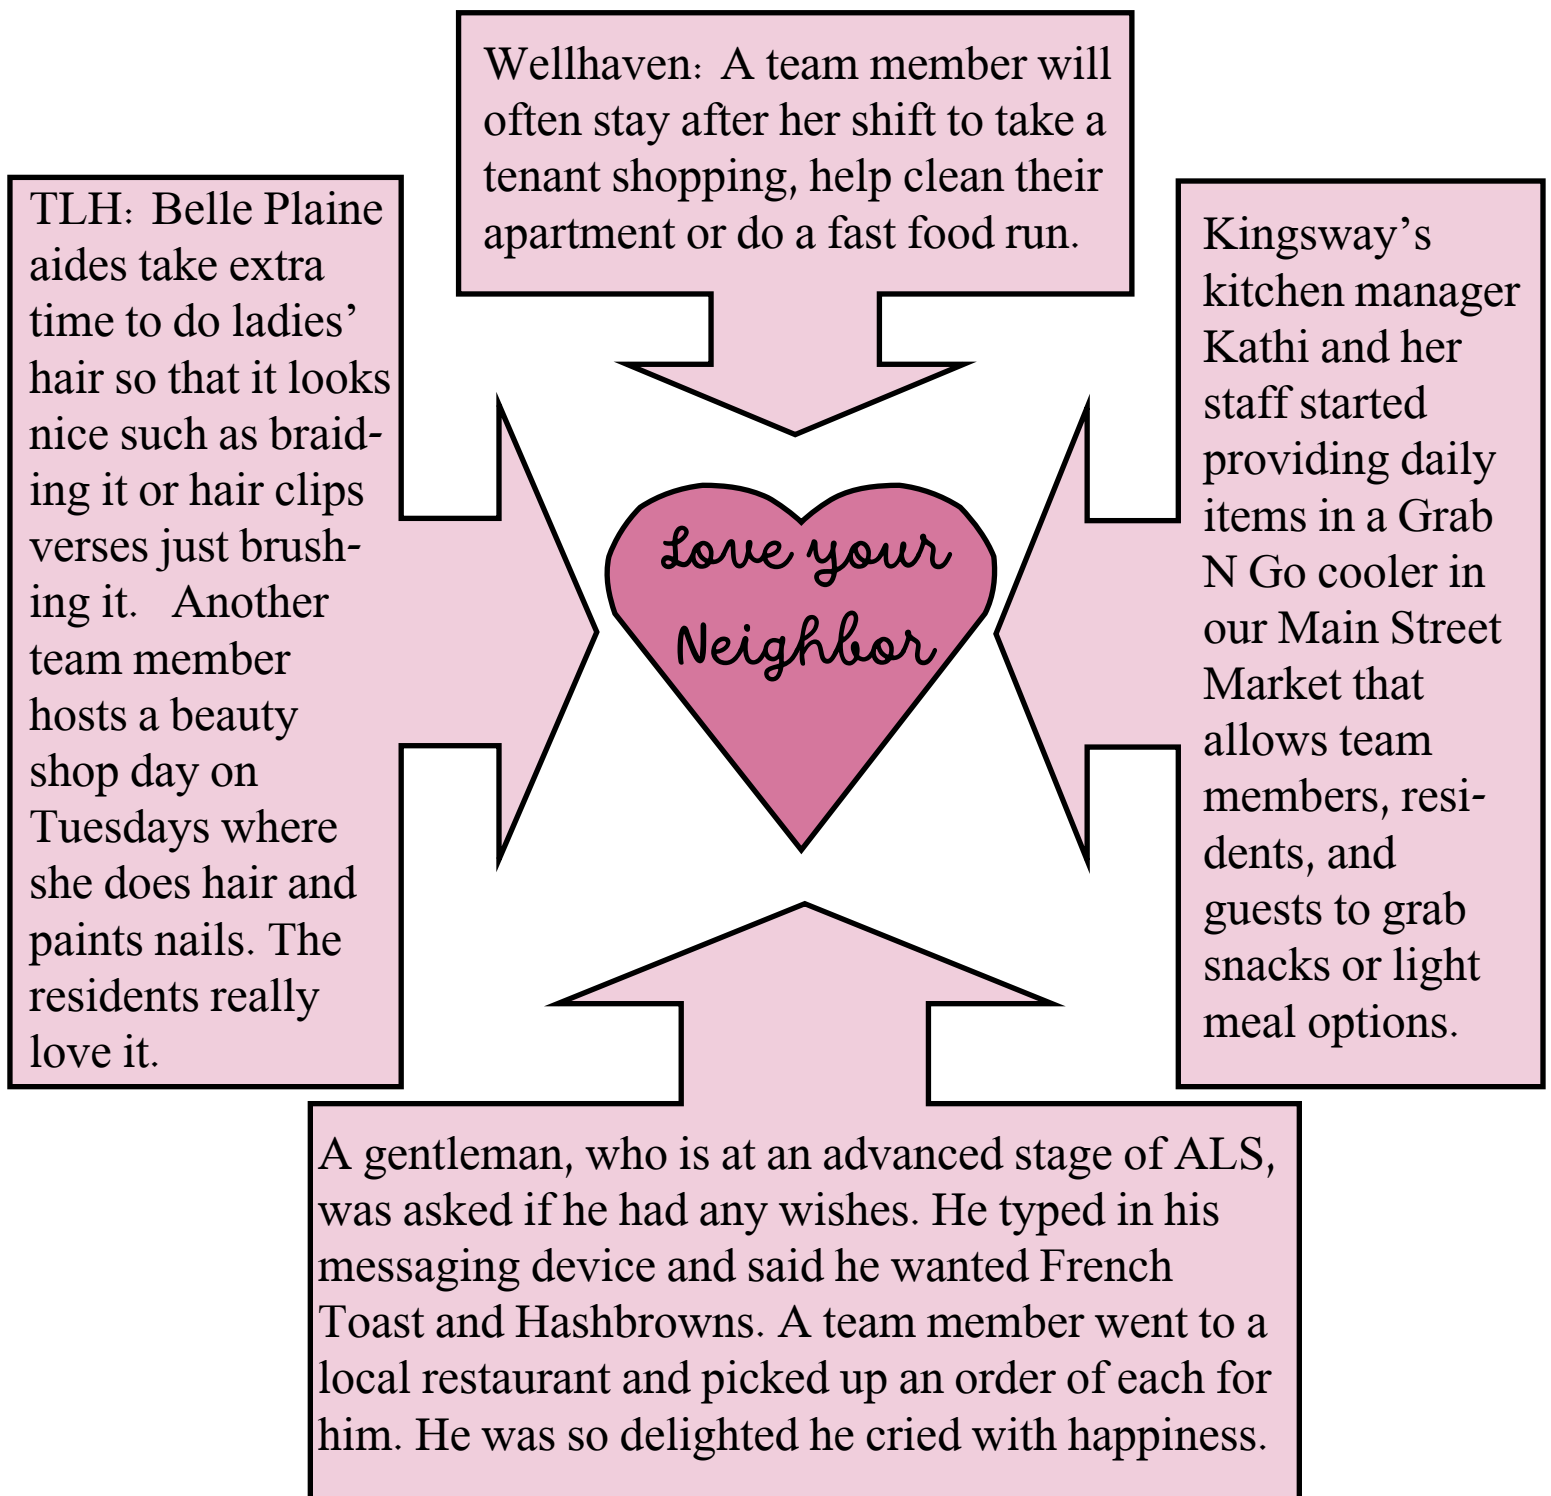 Wellhaven: A team member will
often stay after her shift to take a
tenant shopping, help clean their
apartment or do a fast food run.
TLH: Belle Plaine
aides take extra
time to do ladies’
hair so that it looks
nice such as braid-
ing it or hair clips
verses just brush-
ing it. Another
team member
hosts a beauty
shop day on
Tuesdays where
she does hair and
paints nails. The
residents really
love it.
Love your
Neighbor
Kingsway’s
kitchen manager
Kathi and her
staff started
providing daily
items in a Grab
N Go cooler in
our Main Street
Market that
allows team
members, resi-
dents, and
guests to grab
snacks or light
meal options.
A gentleman, who is at an advanced stage of ALS,
was asked if he had any wishes. He typed in his
messaging device and said he wanted French
Toast and Hashbrowns. A team member went to a
local restaurant and picked up an order of each for
him. He was so delighted he cried with happiness.